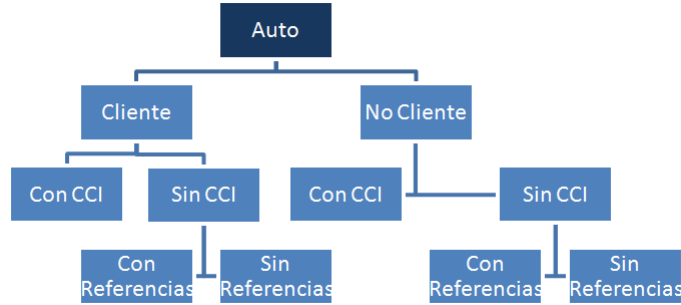 Auto
Cliente
No Cliente
Con CCI
Sin CCI
Con CCI
Sin CCI
Con
Referencias
Sin
Referencias
Con
Referencias
Sin
Referencias